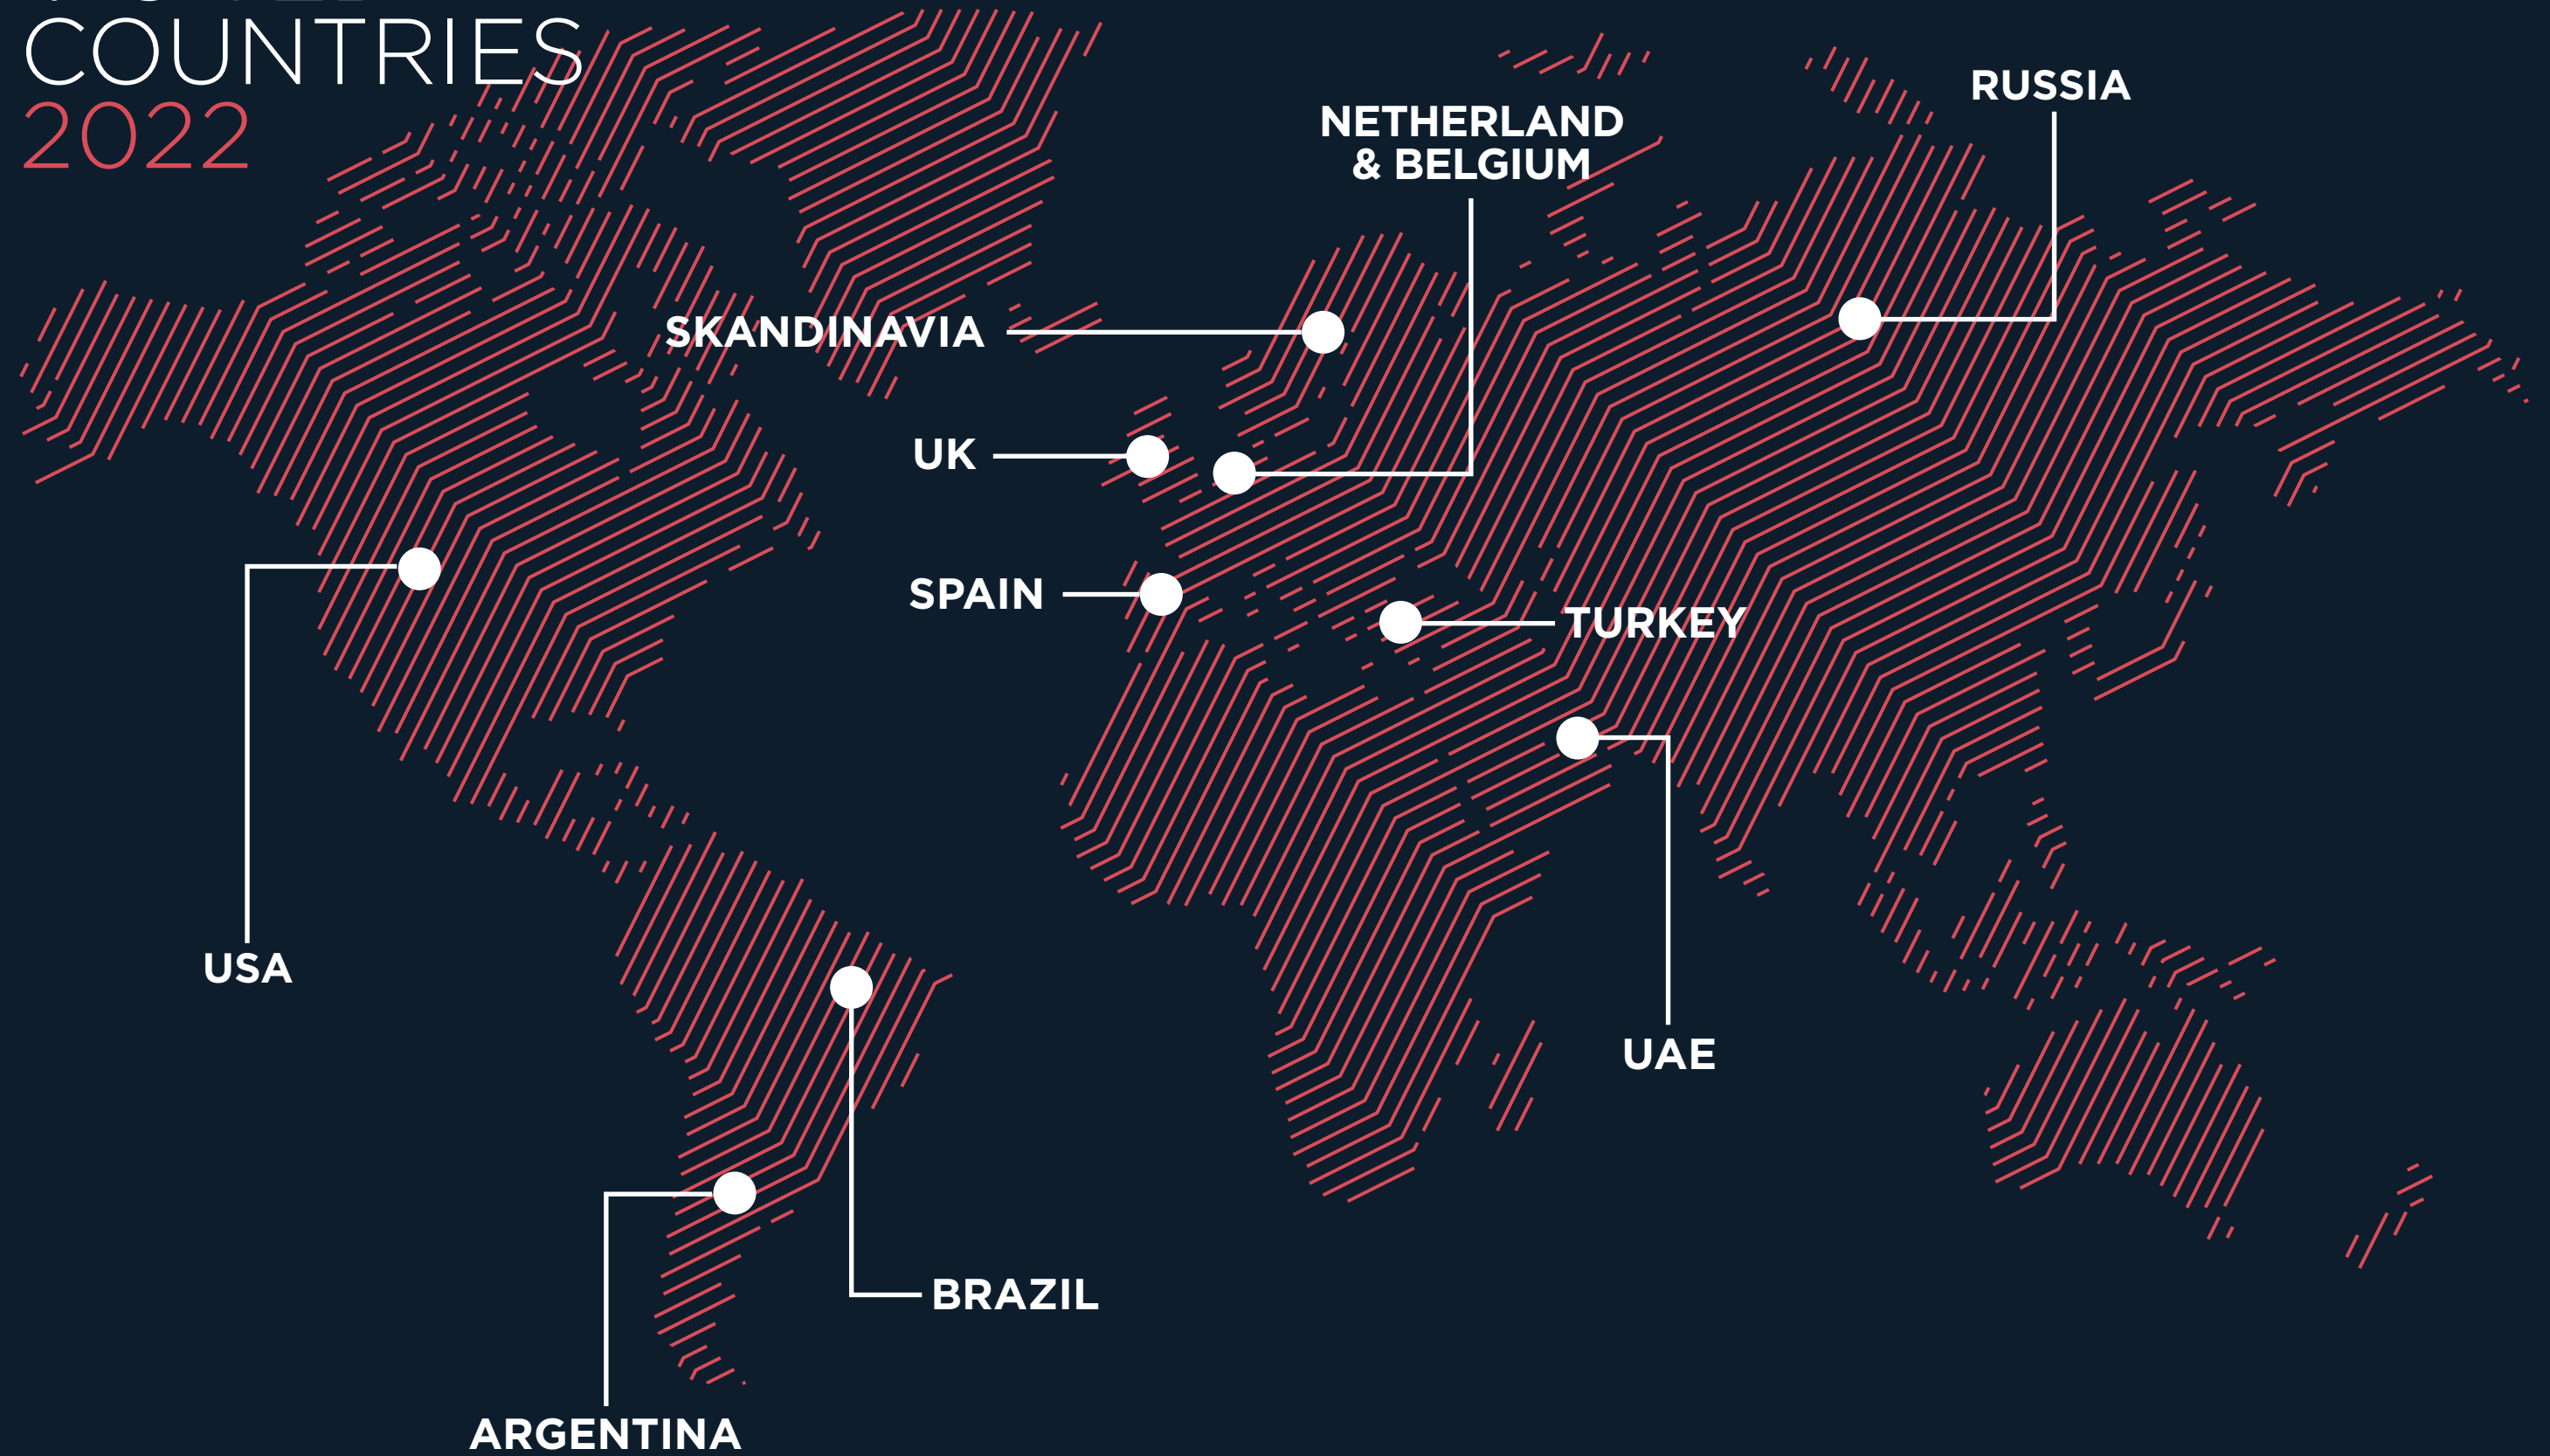 COUNTRIES
2022
RUSSIA
NETHERLAND
& BELGIUM
SKANDINAVIA
UK
SPAIN
TURKEY
USA
UAE
BRAZIL
ARGENTINA